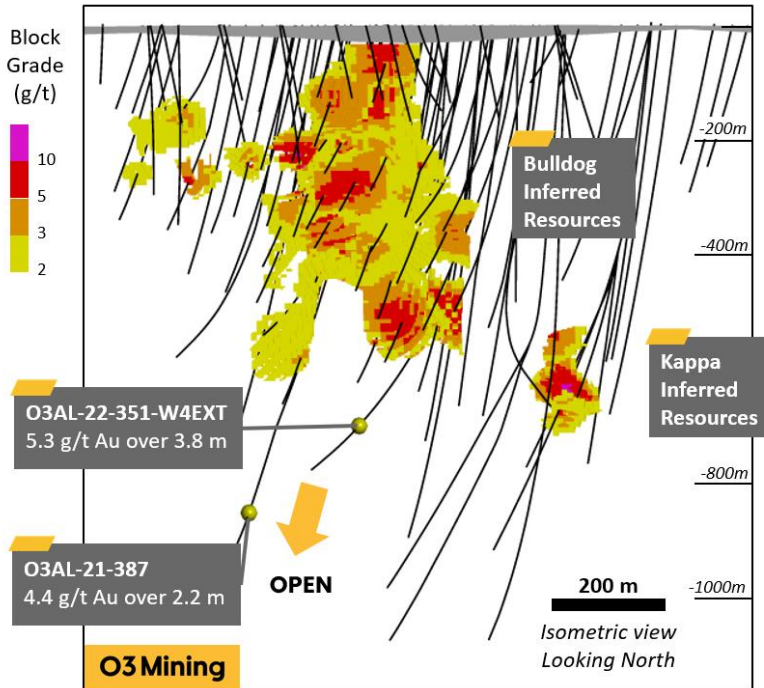 Block
Grade
(g/t)
10
5
3
2
-200m
Bulldog
Inferred
Resources
-400m
Kappa
Inferred
Resources
O3AL-22-351-W4EXT
5.3 g/t Au over 3.8 m
-800m
O3AL-21-387
4.4 g/t Au over 2.2 m
OPEN
200 m
-1000m
Isometric view
Looking North
O3 Mining